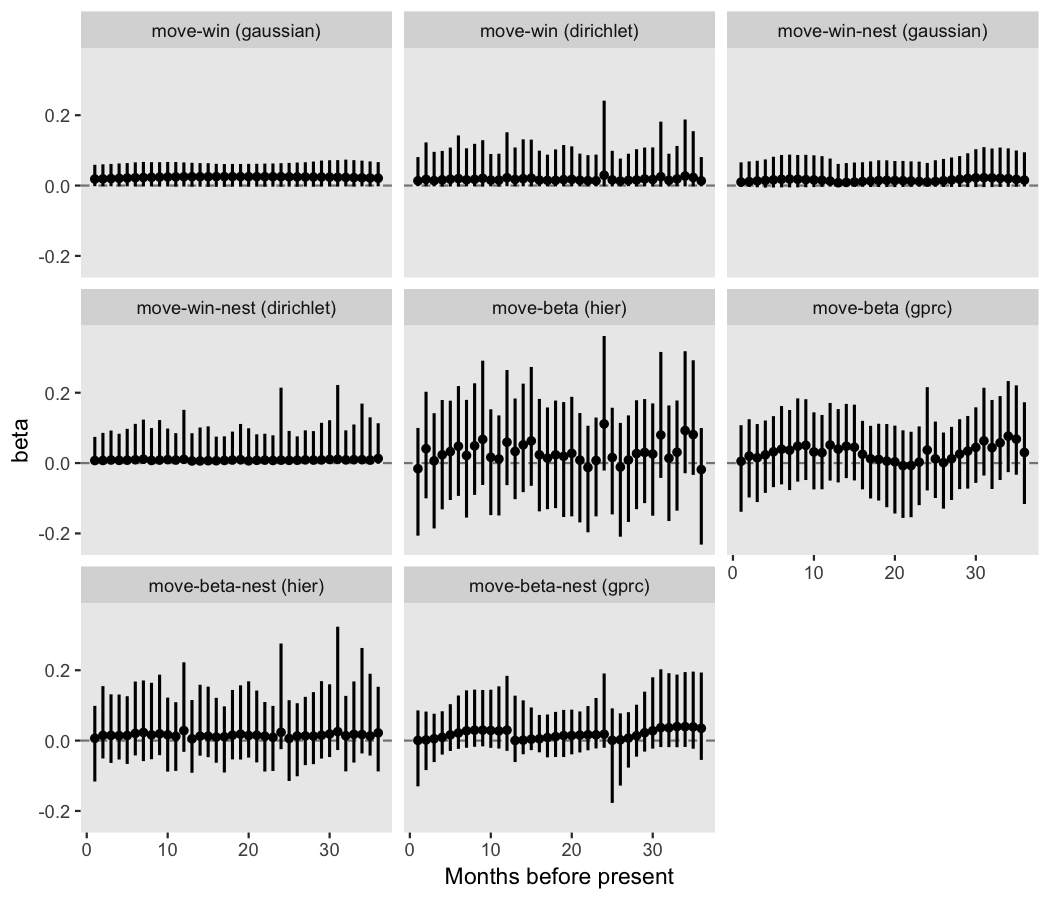 move-win (gaussian)
move-win (dirichlet)
move-win-nest (gaussian)
0.2
0.0
-0.2
move-win-nest (dirichlet)
move-beta (hier)
move-beta (gprc)
0.2
0.0
-0.2
0 10 20 30
move-beta-nest (hier)
move-beta-nest (gprc)
0.2
0.0
-0.2
0 10 20 30
0 10 20 30
beta
Months before present